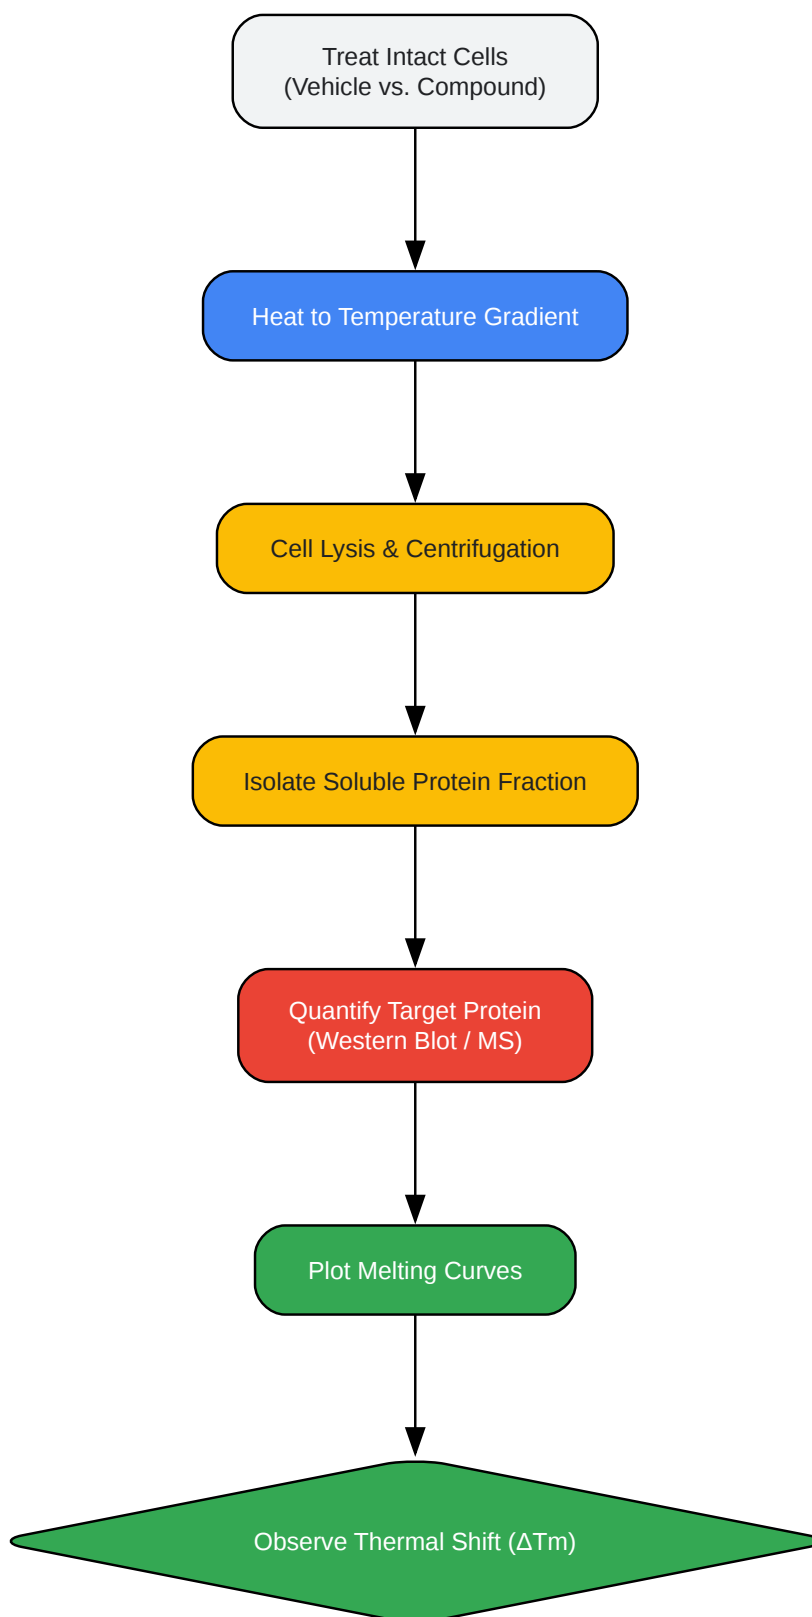 Treat Intact Cells
(Vehicle vs. Compound)
Heat to Temperature Gradient
Cell Lysis & Centrifugation
Isolate Soluble Protein Fraction
Quantify Target Protein
(Western Blot / MS)
Plot Melting Curves
Observe Thermal Shift (ΔTm)